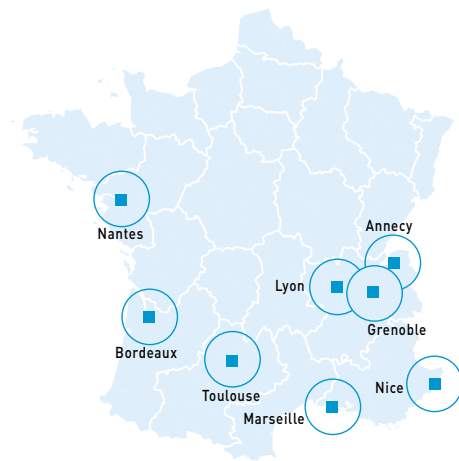 Annecy
Nantes
Lyon
Grenoble
Bordeaux
Nice
Toulouse
Marseille